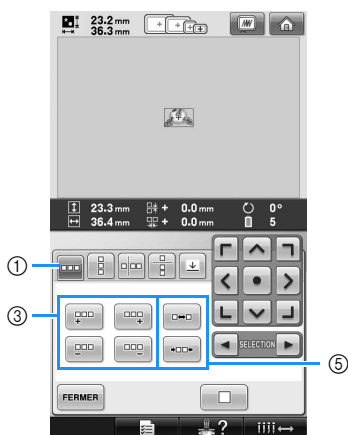 23.2 mm
36.3 mm
23.3 mm + 0.0 mm 0°
36.4 mm + 0.0 mm 5
①
③
SELECTION
⑤
FERMER
?